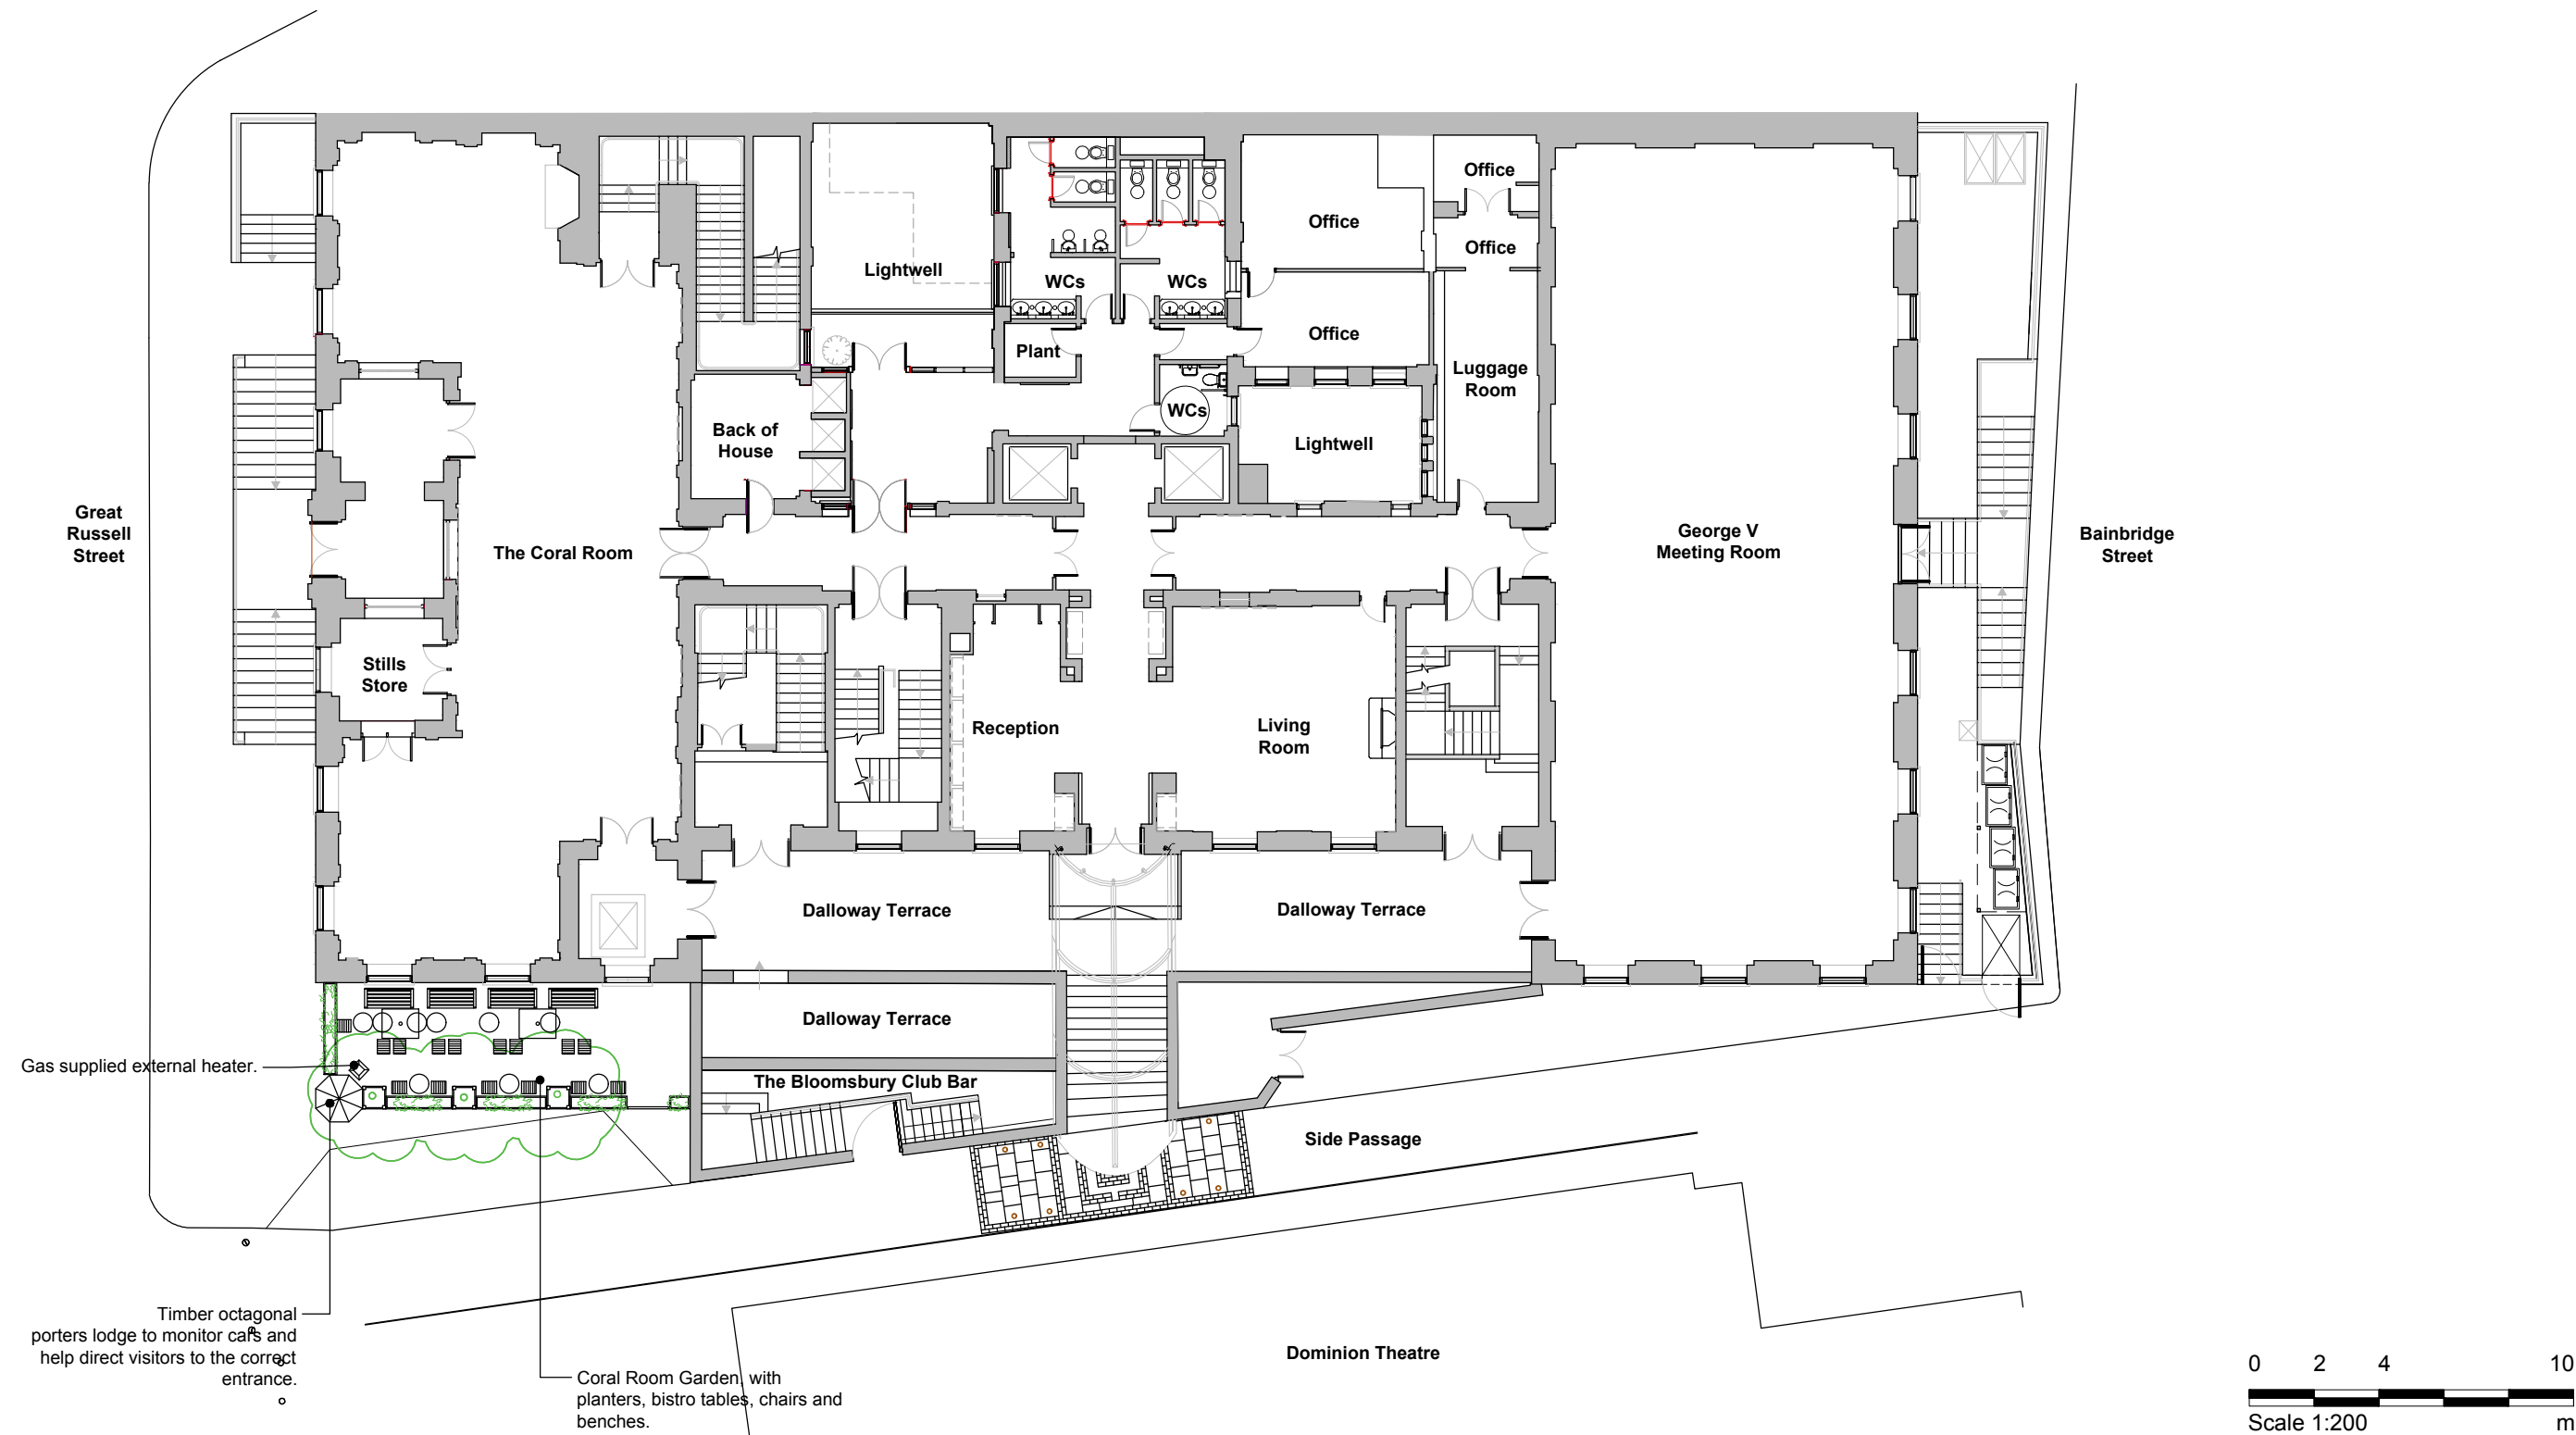 Office
Office
Office
Lightwell
WCs
WCs
Office
Plant
Luggage
Room
WCs
Back of
House
Lightwell
Great
Russell
Street
The Coral Room
George V
Meeting Room
Bainbridge
Street
Stills
Store
Reception
Living
Room
Dalloway Terrace
Dalloway Terrace
Dalloway Terrace
Gas supplied external heater.
The Bloomsbury Club Bar
Side Passage
Timber octagonal
porters lodge to monitor cars and
help direct visitors to the correct
entrance.
Coral Room Garden, with
planters, bistro tables, chairs and
benches.
Dominion Theatre
0 2 4 10
Scale 1:200 m